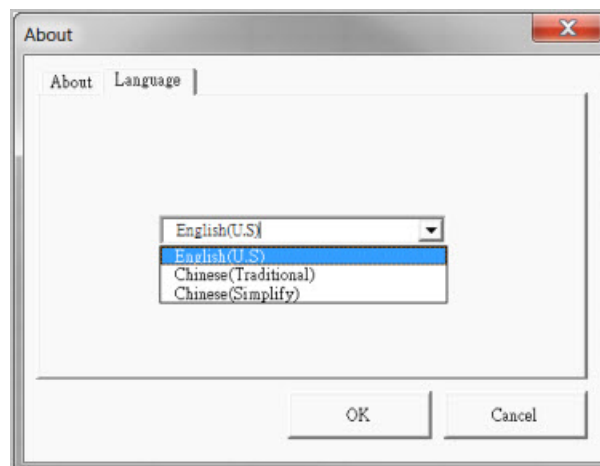 About
About Language
English(U.S)
English(U.S)
Chinese(Traditional)
Chinese(Simplify)
OK Cancel